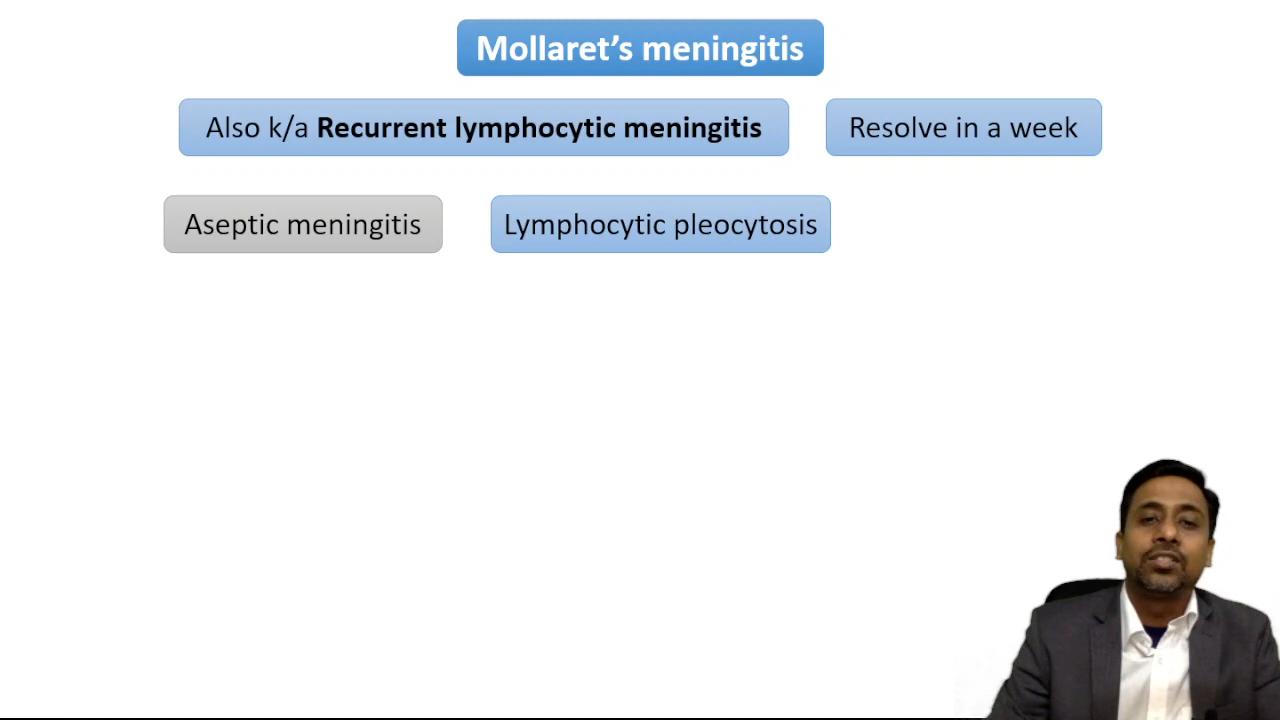 Mollaret’s meningitis
Also k/a Recurrent lymphocytic meningitis
Resolve in a week
Aseptic meningitis
Lymphocytic pleocytosis